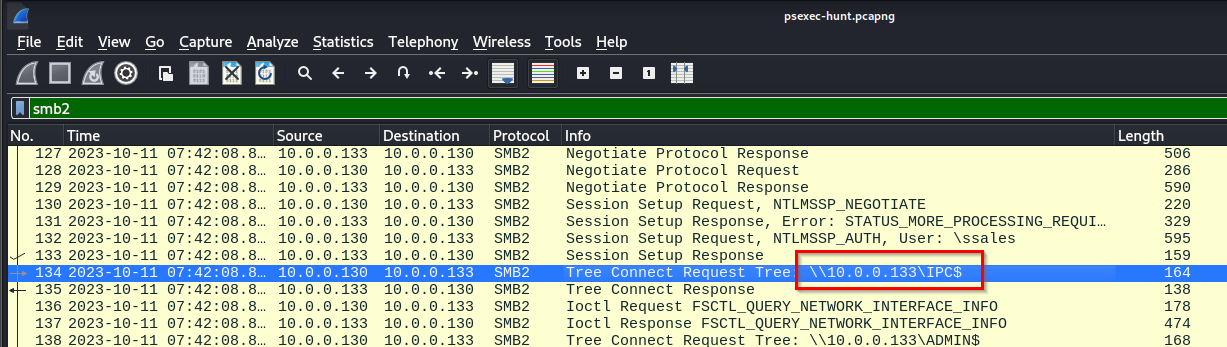 psexec-hunt.pcapng
File Edit View Go Capture Analyze Statistics Telephony Wireless Tools Help
smb2
No. Time Source Destination Protocol Info Length
127 2023-10-11 07:42:08.8… 10.0.0.133 10.0.0.130 SMB2 Negotiate Protocol Response 506
128 2023-10-11 07:42:08.8… 10.0.0.130 10.0.0.133 SMB2 Negotiate Protocol Request 286
129 2023-10-11 07:42:08.8… 10.0.0.133 10.0.0.130 SMB2 Negotiate Protocol Response 590
130 2023-10-11 07:42:08.8… 10.0.0.130 10.0.0.133 SMB2 Session Setup Request, NTLMSSP_NEGOTIATE 220
131 2023-10-11 07:42:08.8… 10.0.0.133 10.0.0.130 SMB2 Session Setup Response, Error: STATUS_MORE_PROCESSING_REQUI… 329
132 2023-10-11 07:42:08.8… 10.0.0.130 10.0.0.133 SMB2 Session Setup Request, NTLMSSP_AUTH, User: \ssales 595
133 2023-10-11 07:42:08.8… 10.0.0.133 10.0.0.130 SMB2 Session Setup Response 159
134 2023-10-11 07:42:08.8… 10.0.0.130 10.0.0.133 SMB2 Tree Connect Request Tree: \\10.0.0.133\IPC$ 164
135 2023-10-11 07:42:08.8… 10.0.0.133 10.0.0.130 SMB2 Tree Connect Response 138
136 2023-10-11 07:42:08.8… 10.0.0.130 10.0.0.133 SMB2 Ioctl Request FSCTL_QUERY_NETWORK_INTERFACE_INFO 178
137 2023-10-11 07:42:08.8… 10.0.0.133 10.0.0.130 SMB2 Ioctl Response FSCTL_QUERY_NETWORK_INTERFACE_INFO 474
138 2023-10-11 07:42:08.8… 10.0.0.130 10.0.0.133 SMB2 Tree Connect Request Tree: \\10.0.0.133\ADMIN$ 168